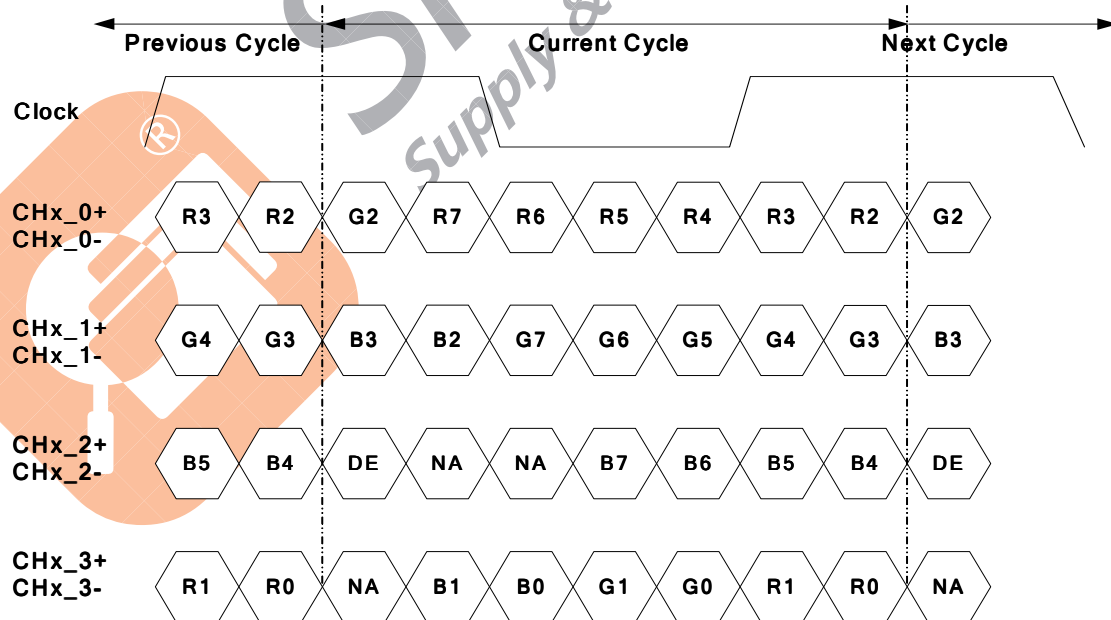 Previous Cycle Current Cycle Next Cycle
Supply &
Clock
®
CHx_0+
CHx_0-
R3 R2 G2 R7 R6 R5 R4 R3 R2 G2
CHx_1+
CHx_1-
G4 G3 B3 B2 G7 G6 G5 G4 G3 B3
CHx_2+
CHx_2-
B5 B4 DE NA NA B7 B6 B5 B4 DE
CHx_3+
CHx_3-
R1 R0 NA B1 B0 G1 G0 R1 R0 NA